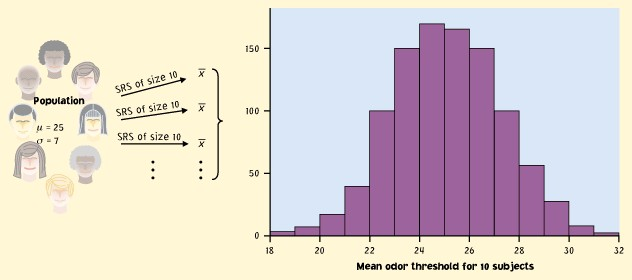 Population
μ = 25
σ = 7
SRS of size 10
x̄
SRS of size 10
x̄
SRS of size 10
x̄
150
100
50
0
18
20
22
24
26
28
30
32
Mean odor threshold for 10 subjects